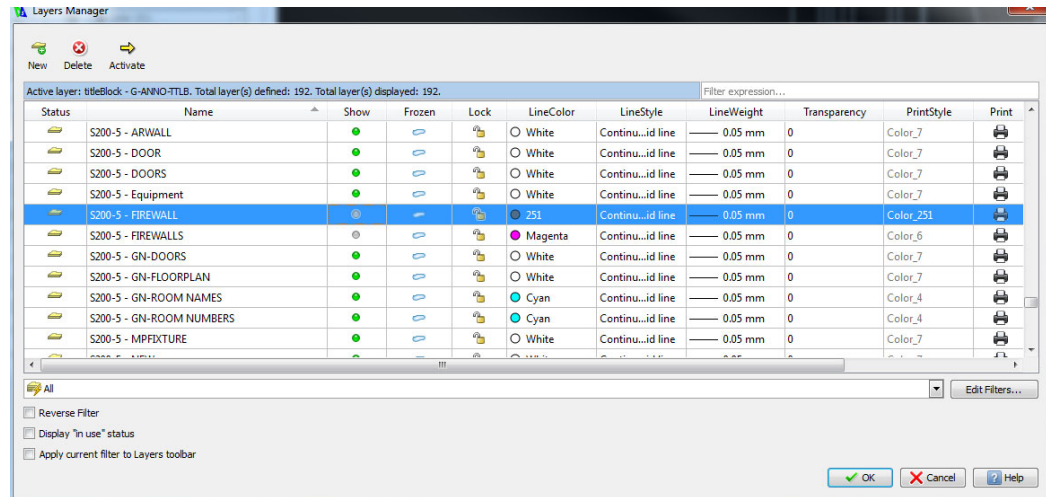 Layers Manager
New Delete Activate
Active layer: titleBlock - G-ANNO-TTLB. Total layer(s) defined: 192. Total layer(s) displayed: 192. Filter expression...
Status Name Show Frozen Lock LineColor LineStyle LineWeight Transparency PrintStyle Print
S200-5 - ARWALL White Continu...id line 0.05 mm 0 Color_7
S200-5 - DOOR White Continu...id line 0.05 mm 0 Color_7
S200-5 - DOORS White Continu...id line 0.05 mm 0 Color_7
S200-5 - Equipment White Continu...id line 0.05 mm 0 Color_7
S200-5 - FIREWALL 251 Continu...id line 0.05 mm 0 Color_251
S200-5 - FIREWALLS Magenta Continu...id line 0.05 mm 0 Color_6
S200-5 - GN-DOORS White Continu...id line 0.05 mm 0 Color_7
S200-5 - GN-FLOORPLAN White Continu...id line 0.05 mm 0 Color_7
S200-5 - GN-ROOM NAMES Cyan Continu...id line 0.05 mm 0 Color_4
S200-5 - GN-ROOM NUMBERS Cyan Continu...id line 0.05 mm 0 Color_4
S200-5 - MPFIXTURE White Continu...id line 0.05 mm 0 Color_7
All Edit Filters...
Reverse Filter
Display "in use" status
Apply current filter to Layers toolbar
OK Cancel Help